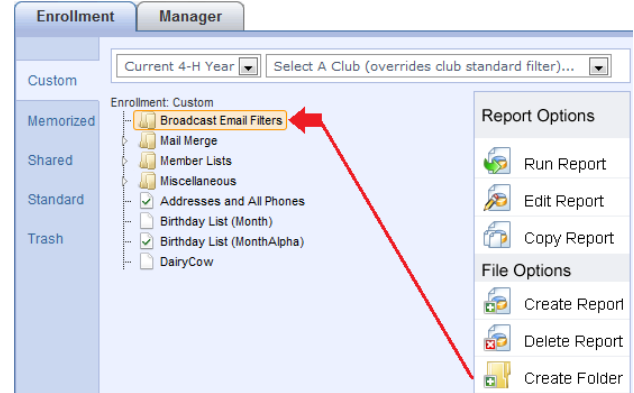 Enrollment
Manager
Current 4-H Year
Select A Club (overrides club standard filter)...
Custom
Memorized
Shared
Standard
Trash
Enrollment: Custom
Broadcast Email Filters
Mail Merge
Member Lists
Miscellaneous
Addresses and All Phones
Birthday List (Month)
Birthday List (MonthAlpha)
DairyCow
Report Options
Run Report
Edit Report
Copy Report
File Options
Create Report
Delete Report
Create Folder